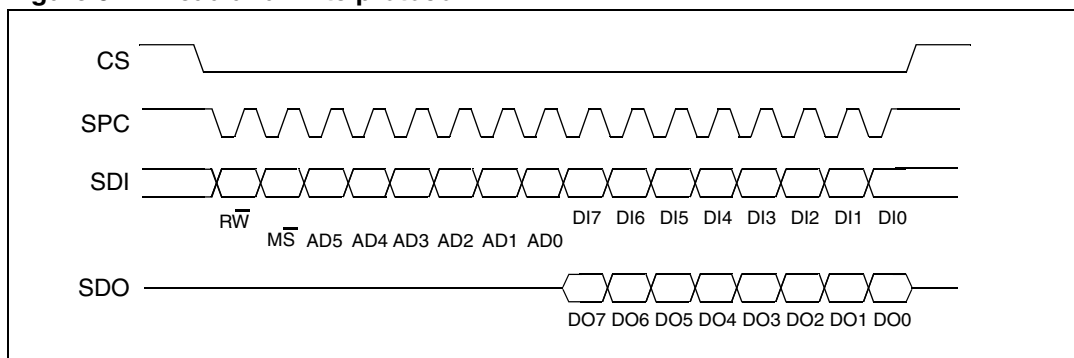 CS
SPC
SDI
DI7 DI6 DI5 DI4 DI3 DI2 DI1 DI0
RW̅
MS̅ AD5 AD4 AD3 AD2 AD1 AD0
SDO
DO7 DO6 DO5 DO4 DO3 DO2 DO1 DO0